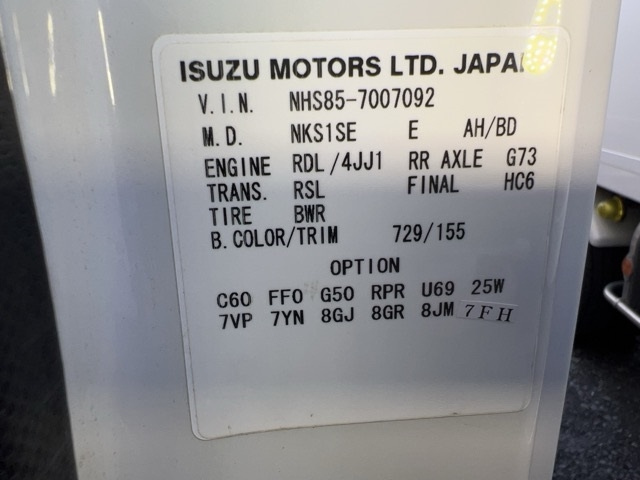 ISUZU MOTORS LTD. JAPAN
V.I.N. NHS85-7007092
M.D. NKS1SE E AH/BD
ENGINE RDL/4JJ1 RR AXLE G73
TRANS. RSL FINAL HC6
TIRE BWR
B.COLOR/TRIM 729/155
OPTION
C60 FF0 G50 RPR U69 25W
7VP 7YN 8GJ 8GR 8JM 7FH